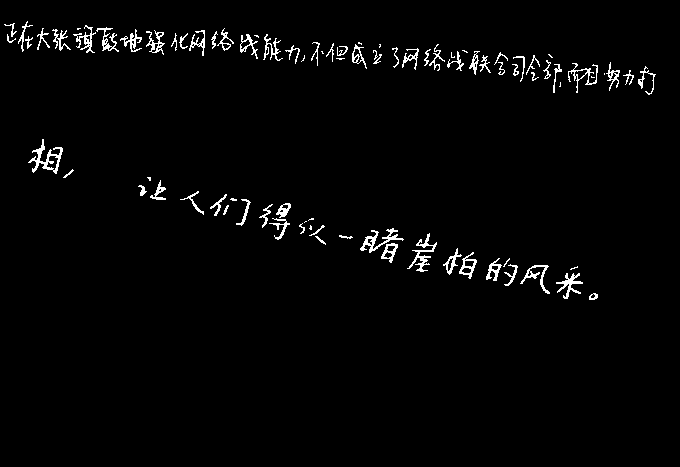 正在大张旗鼓地强化网络战能力,不但成立了网络战联合司令部,而且努力打
相,让人们得以一睹崖柏的风采。